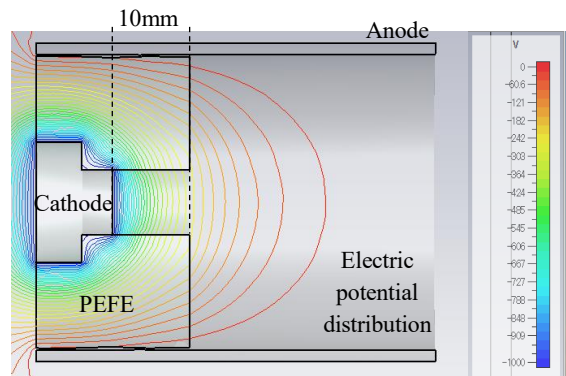 10mm
Anode
V
0
-60.6
-121
-182
-242
-303
-364
-424
-485
-545
-606
-667
-727
-788
-848
-909
-1000
Cathode
PEFE
Electric
potential
distribution